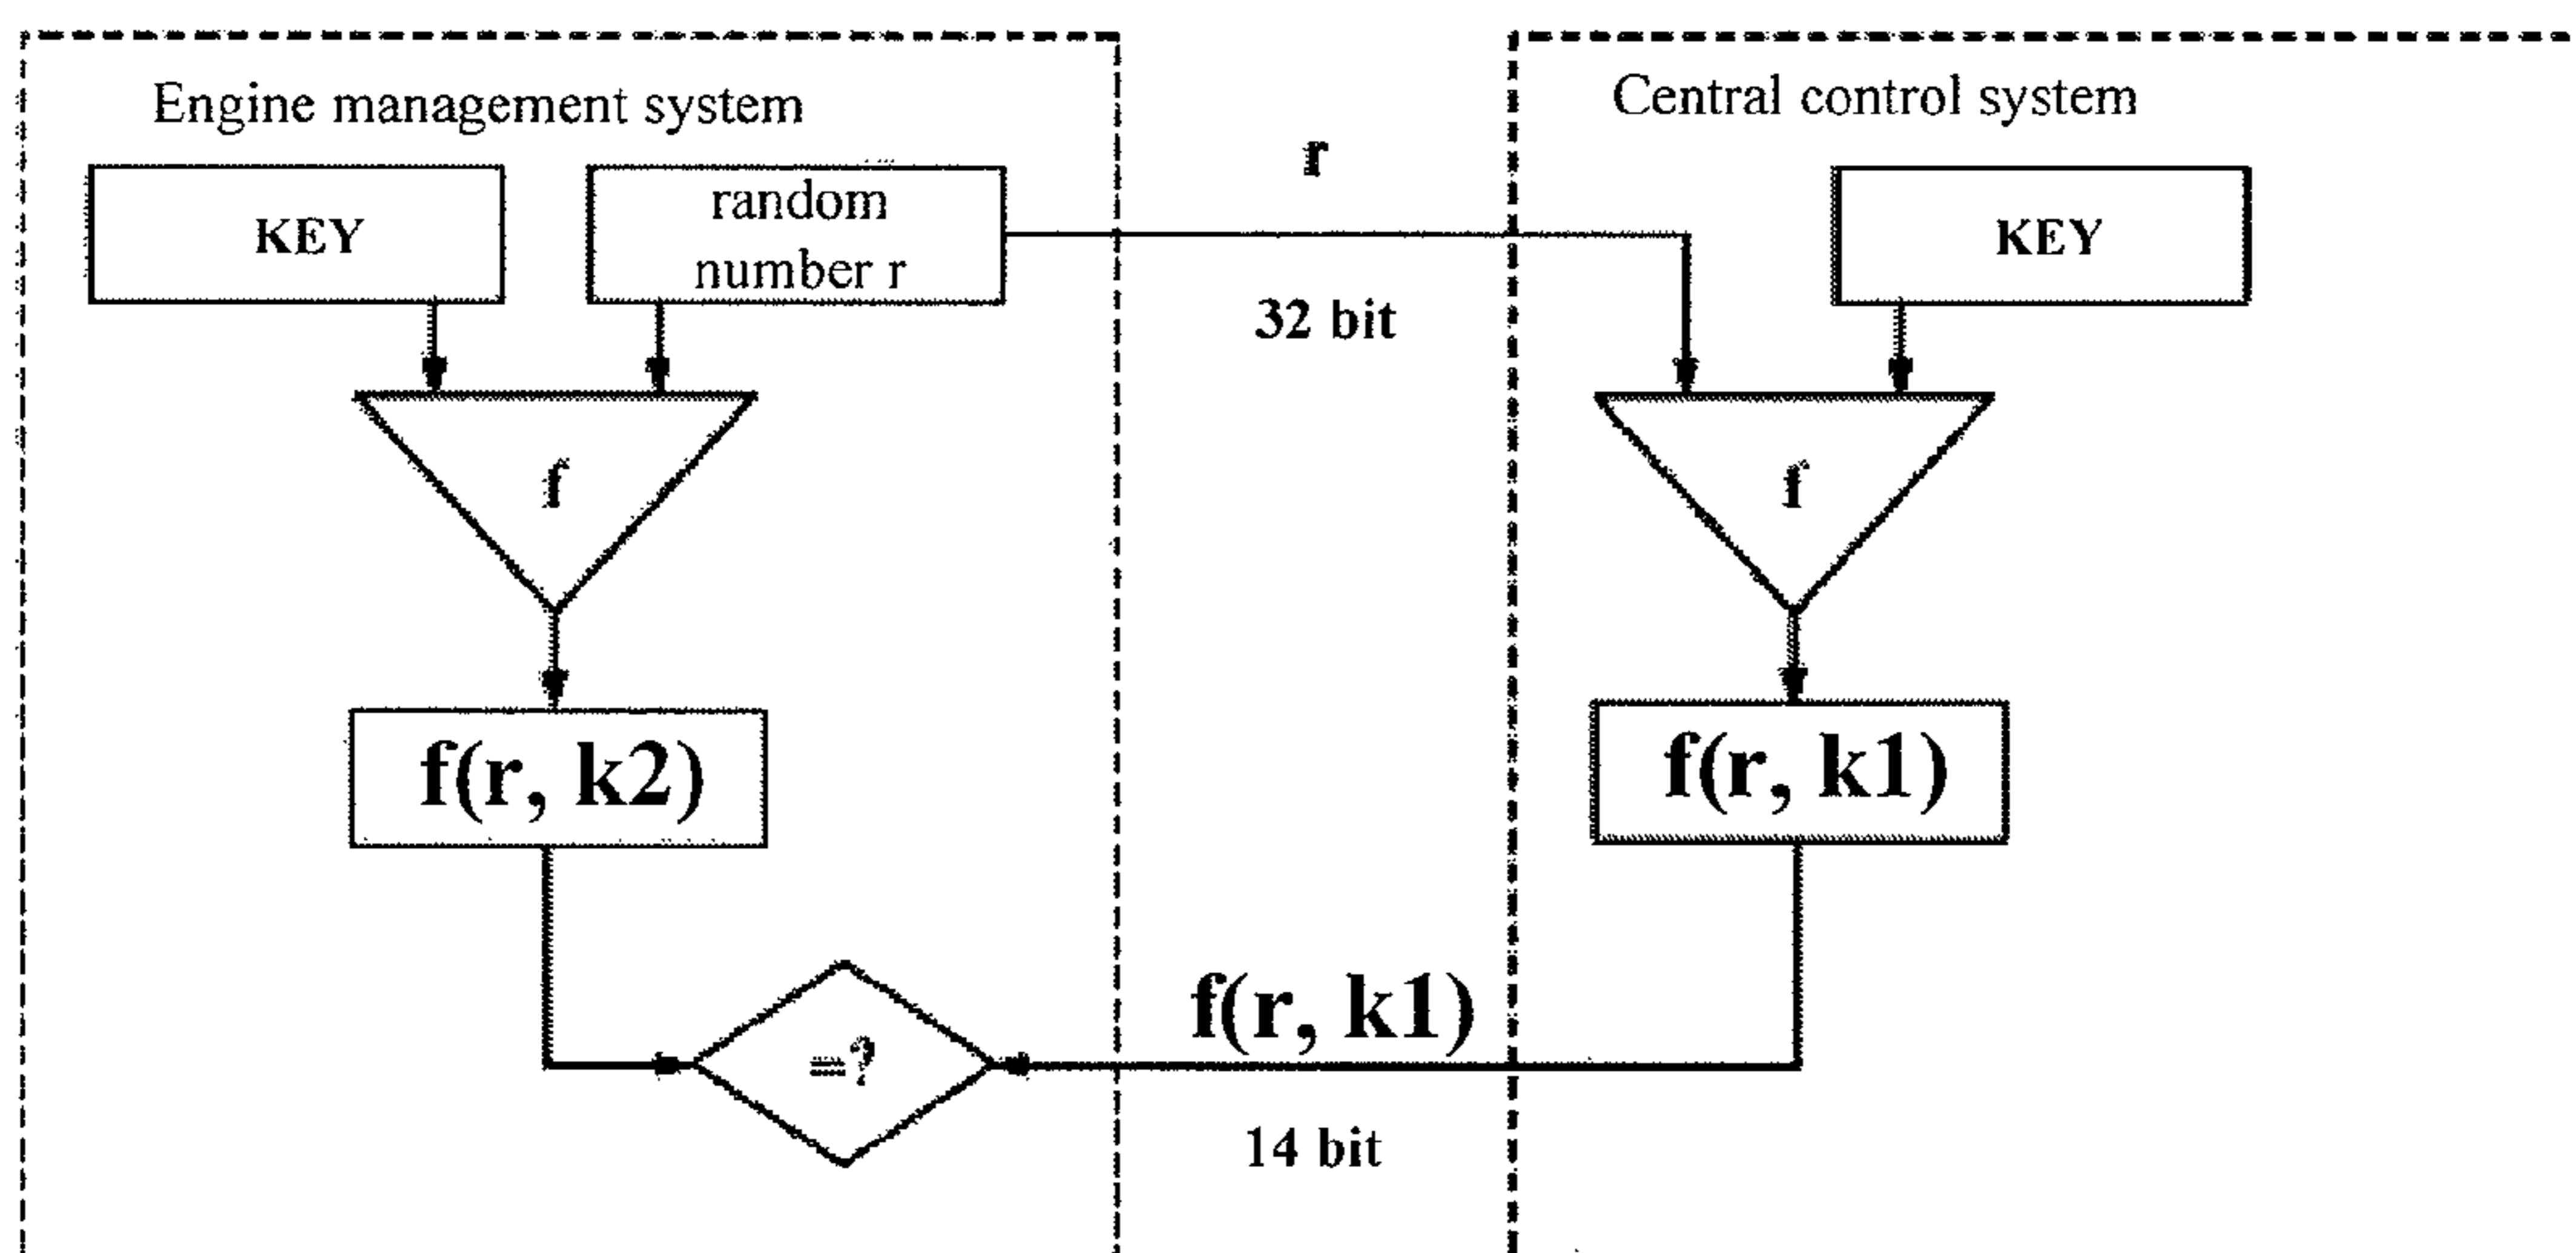 Engine management system
Central control system
r
KEY
random
number r
KEY
32 bit
f
f
f(r, k2)
f(r, k1)
f(r, k1)
=?
14 bit